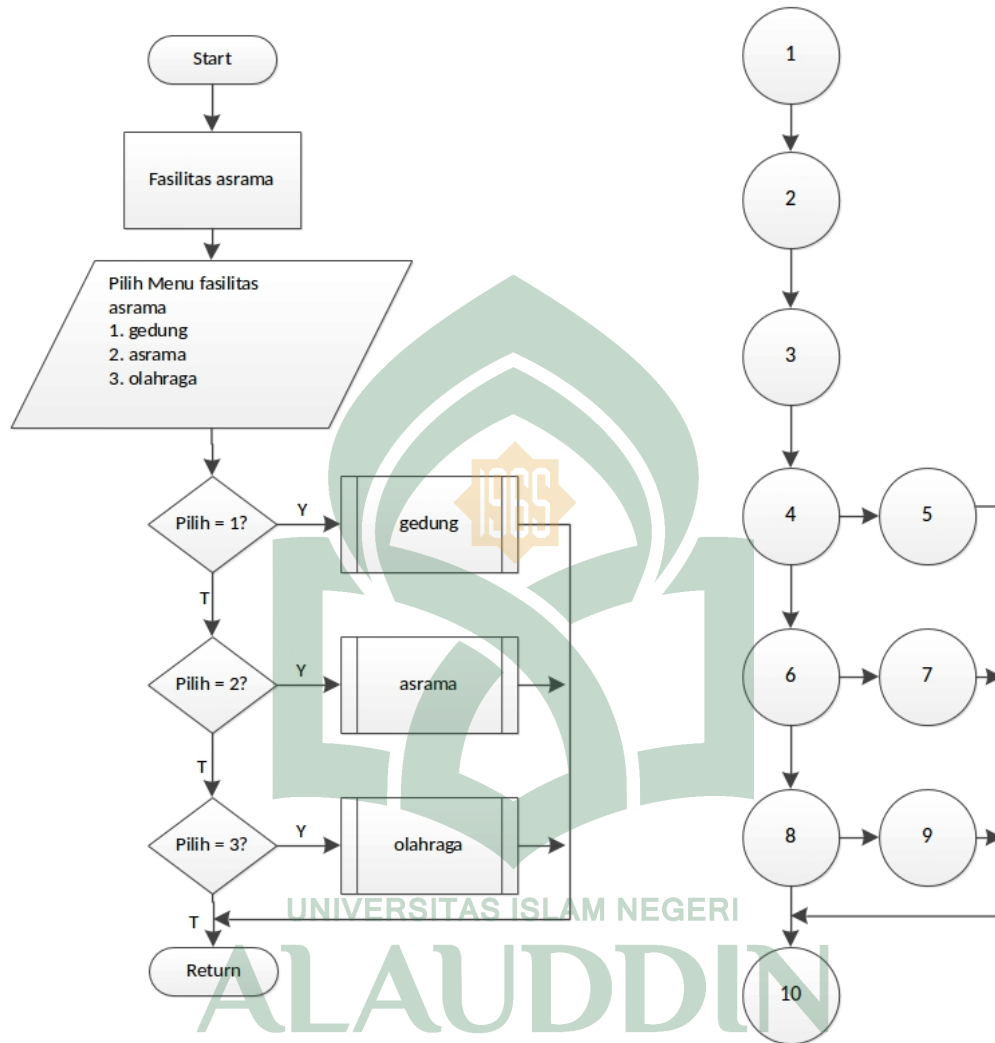 Start
Fasilitas asrama
Pilih Menu fasilitas
asrama
1. gedung
2. asrama
3. olahraga
Pilih = 1?
Y
gedung
T
Pilih = 2?
Y
asrama
T
Pilih = 3?
Y
olahraga
T
Return
1
2
3
4
5
6
7
8
9
10
1965
UNIVERSITAS ISLAM NEGERI
ALAUDDIN